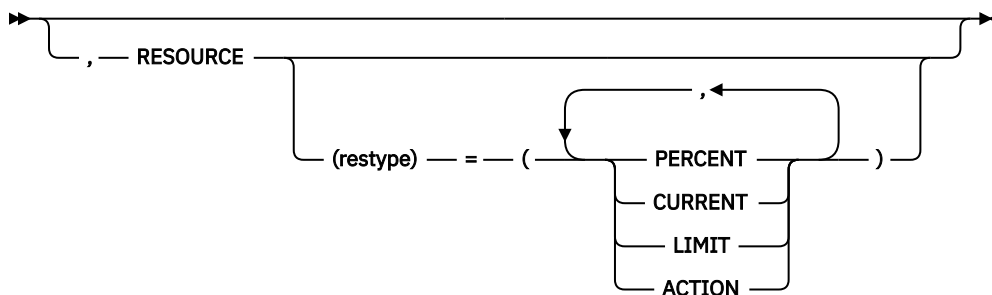 , RESOURCE
,
(restype) = ( PERCENT )
CURRENT
LIMIT
ACTION